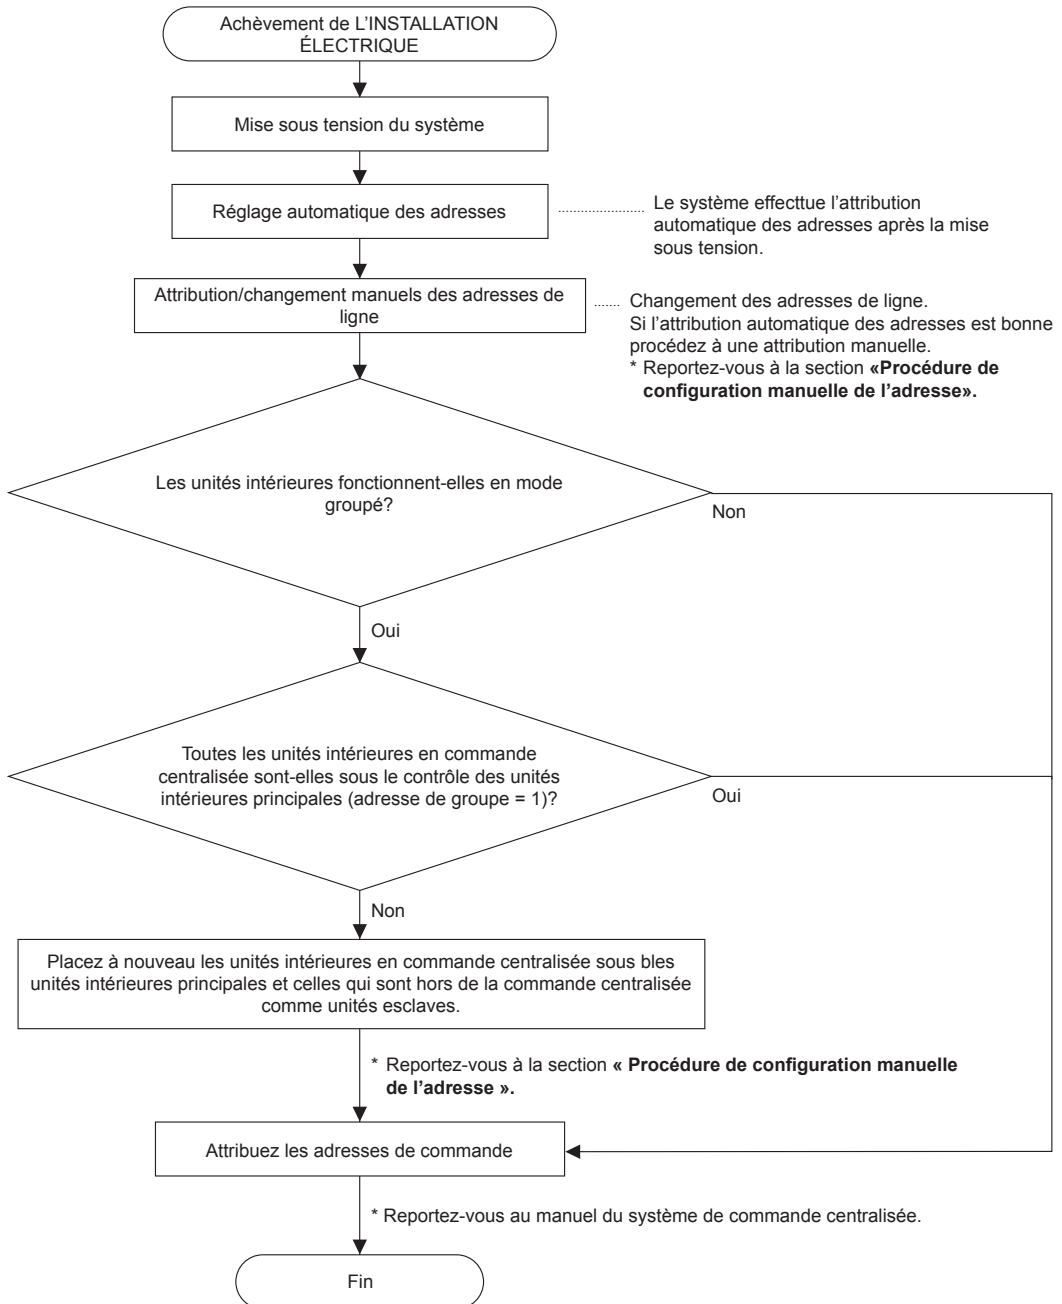 Achèvement de L’INSTALLATION
ÉLECTRIQUE
Mise sous tension du système
Réglage automatique des adresses
Le système effecttue l’attribution
automatique des adresses après la mise
sous tension.
Attribution/changement manuels des adresses de
ligne
Changement des adresses de ligne.
Si l’attribution automatique des adresses est bonne
procédez à une attribution manuelle.
* Reportez-vous à la section «Procédure de
configuration manuelle de l’adresse».
Les unités intérieures fonctionnent-elles en mode
groupé?
Non
Oui
Toutes les unités intérieures en commande
centralisée sont-elles sous le contrôle des unités
intérieures principales (adresse de groupe = 1)?
Oui
Non
Placez à nouveau les unités intérieures en commande centralisée sous bles
unités intérieures principales et celles qui sont hors de la commande centralisée
comme unités esclaves.
* Reportez-vous à la section « Procédure de configuration manuelle
de l’adresse ».
Attribuez les adresses de commande
* Reportez-vous au manuel du système de commande centralisée.
Fin